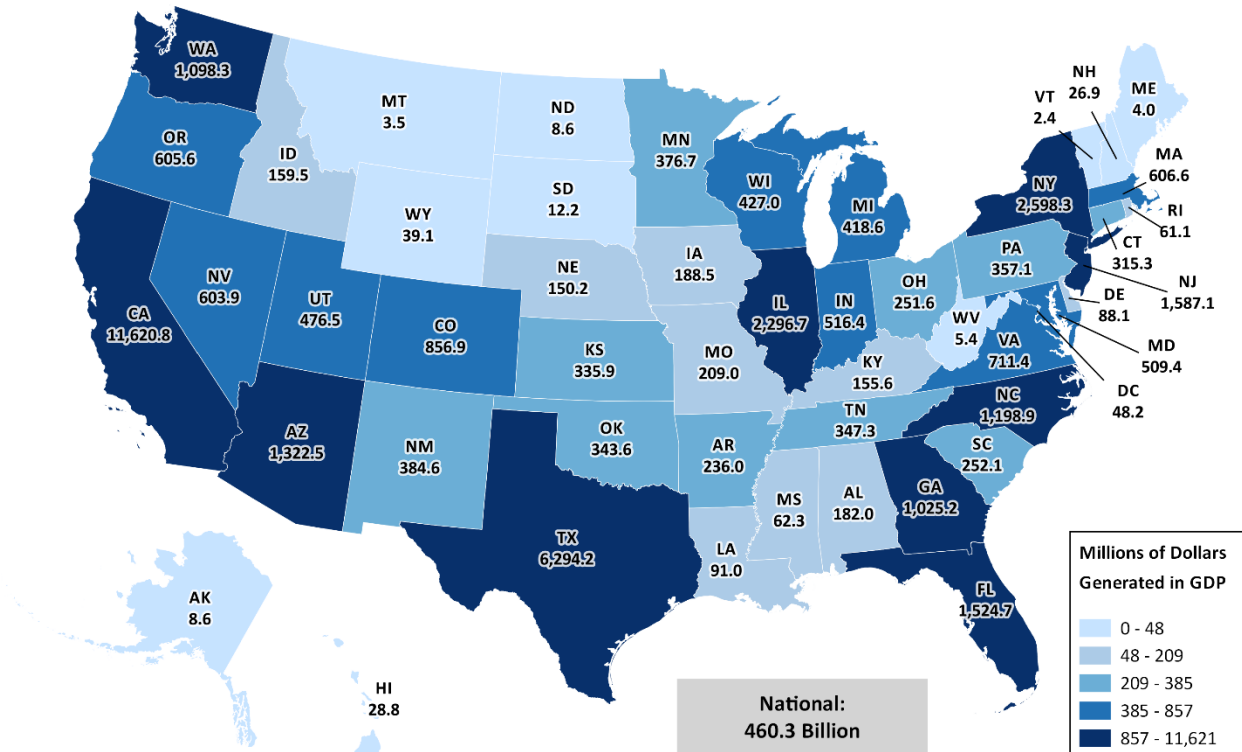 WA
1,098.3
MT
3.5
ND
8.6
MN
376.7
VT
2.4
NH
26.9
ME
4.0
OR
605.6
ID
159.5
SD
12.2
WI
427.0
MI
418.6
NY
2,598.3
MA
606.6
RI
61.1
WY
39.1
CT
315.3
NV
603.9
UT
476.5
CO
856.9
NE
150.2
IA
188.5
IL
2,296.7
IN
516.4
OH
251.6
PA
357.1
NJ
1,587.1
DE
88.1
CA
11,620.8
KS
335.9
MO
209.0
KY
155.6
WV
5.4
VA
711.4
MD
509.4
DC
48.2
AZ
1,322.5
NM
384.6
OK
343.6
AR
236.0
TN
347.3
NC
1,198.9
SC
252.1
TX
6,294.2
LA
91.0
MS
62.3
AL
182.0
GA
1,025.2
FL
1,524.7
AK
8.6
HI
28.8
National:
460.3 Billion
Millions of Dollars
Generated in GDP
0 - 48
48 - 209
209 - 385
385 - 857
857 - 11,621